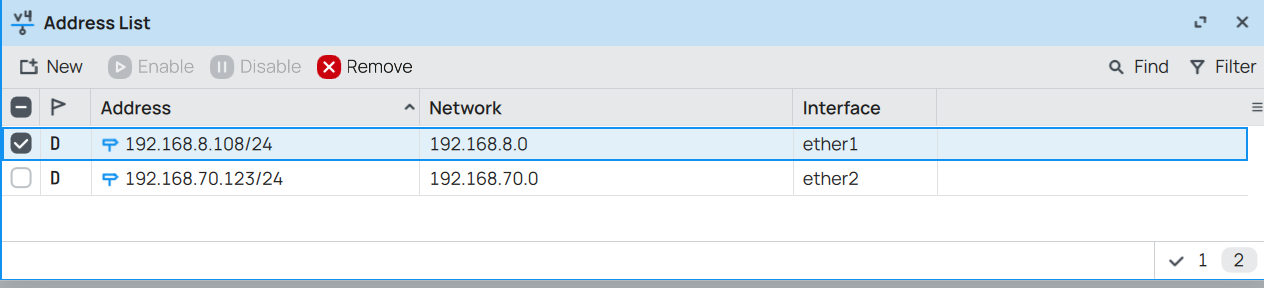 v4 Address List
New Enable Disable Remove Find Filter
Address Network Interface
D 192.168.8.108/24 192.168.8.0 ether1
D 192.168.70.123/24 192.168.70.0 ether2
1 2